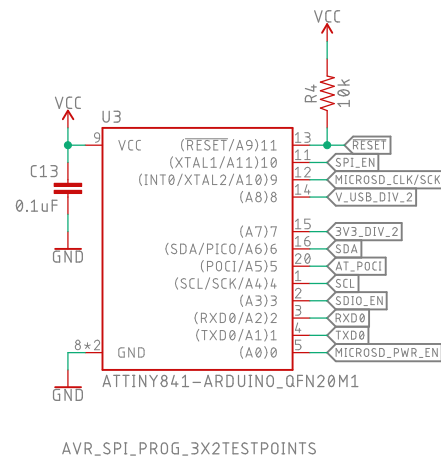 VCC
R4
10k
VCC
U3
C13
0.1uF
GND
9 VCC
(RESET/A9)11 13 RESET
(XTAL1/A11)10 11 SPI_EN
(INT0/XTAL2/A10)9 12 MICROSD_CLK/SCK
(A8)8 14 V_USB_DIV_2
(A7)7 15 3V3_DIV_2
(SDA/PICO/A6)6 16 SDA
(POCI/A5)5 20 AT_POCI
(SCL/SCK/A4)4 1 SCL
(A3)3 2 SDIO_EN
(RXD0/A2)2 3 RXD0
(TXD0/A1)1 4 TXD0
8*2 GND (A0)0 5 MICROSD_PWR_EN
GND
ATTINY841-ARDUINO_QFN20M1
AVR_SPI_PROG_3X2TESTPOINTS